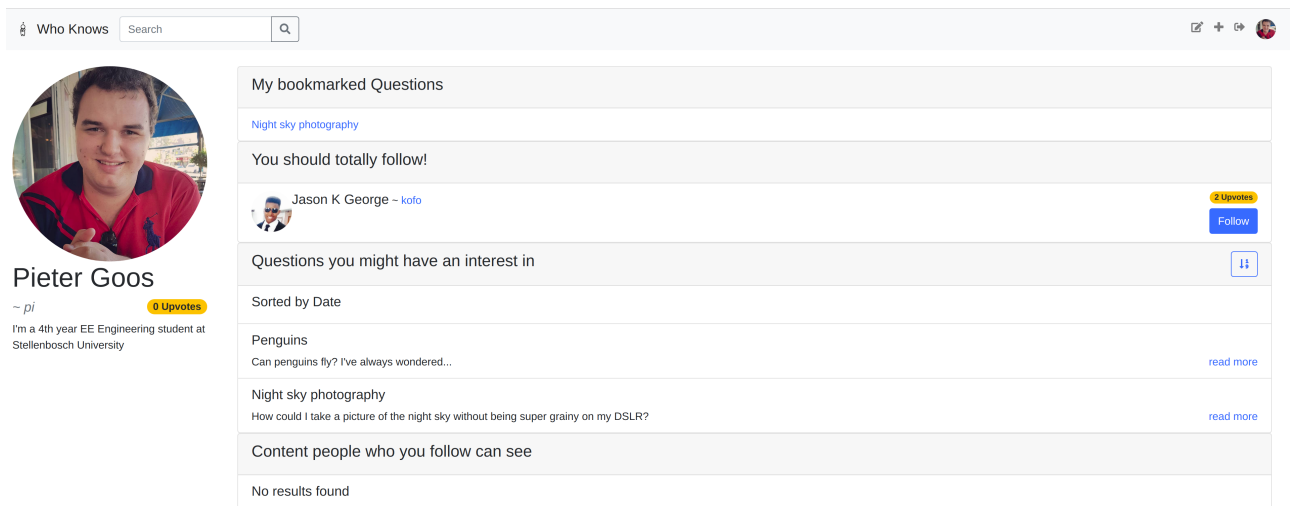 Who Knows Search
My bookmarked Questions
Night sky photography
You should totally follow!
Jason K George ~ kofo
2 Upvotes
Follow
Pieter Goos
~ pi
0 Upvotes
I'm a 4th year EE Engineering student at
Stellenbosch University
Questions you might have an interest in
Sorted by Date
Penguins
Can penguins fly? I've always wondered...
read more
Night sky photography
How could I take a picture of the night sky without being super grainy on my DSLR?
read more
Content people who you follow can see
No results found